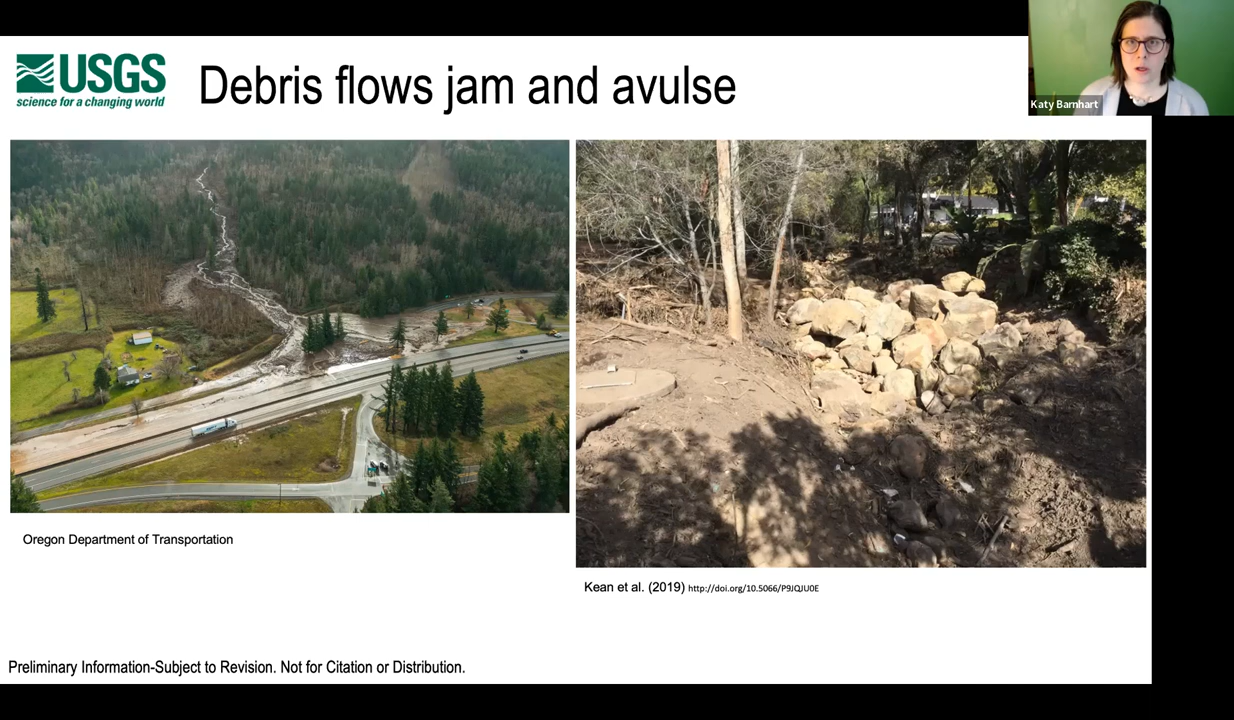 USGS
science for a changing world
Debris flows jam and avulse
Katy Barnhart
Oregon Department of Transportation
Kean et al. (2019) http://doi.org/10.5066/P9JQJU0E
Preliminary Information-Subject to Revision. Not for Citation or Distribution.